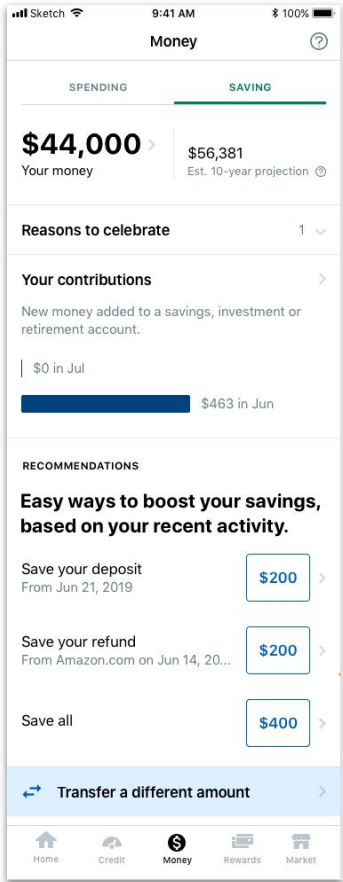 Sketch 9:41 AM 100%
Money
SPENDING SAVING
$44,000
Your money
$56,381
Est. 10-year projection
Reasons to celebrate 1
Your contributions
New money added to a savings, investment or
retirement account.
$0 in Jul
$463 in Jun
RECOMMENDATIONS
Easy ways to boost your savings,
based on your recent activity.
Save your deposit
From Jun 21, 2019
$200
Save your refund
From Amazon.com on Jun 14, 20...
$200
Save all $400
Transfer a different amount
Home Credit Money Rewards Market